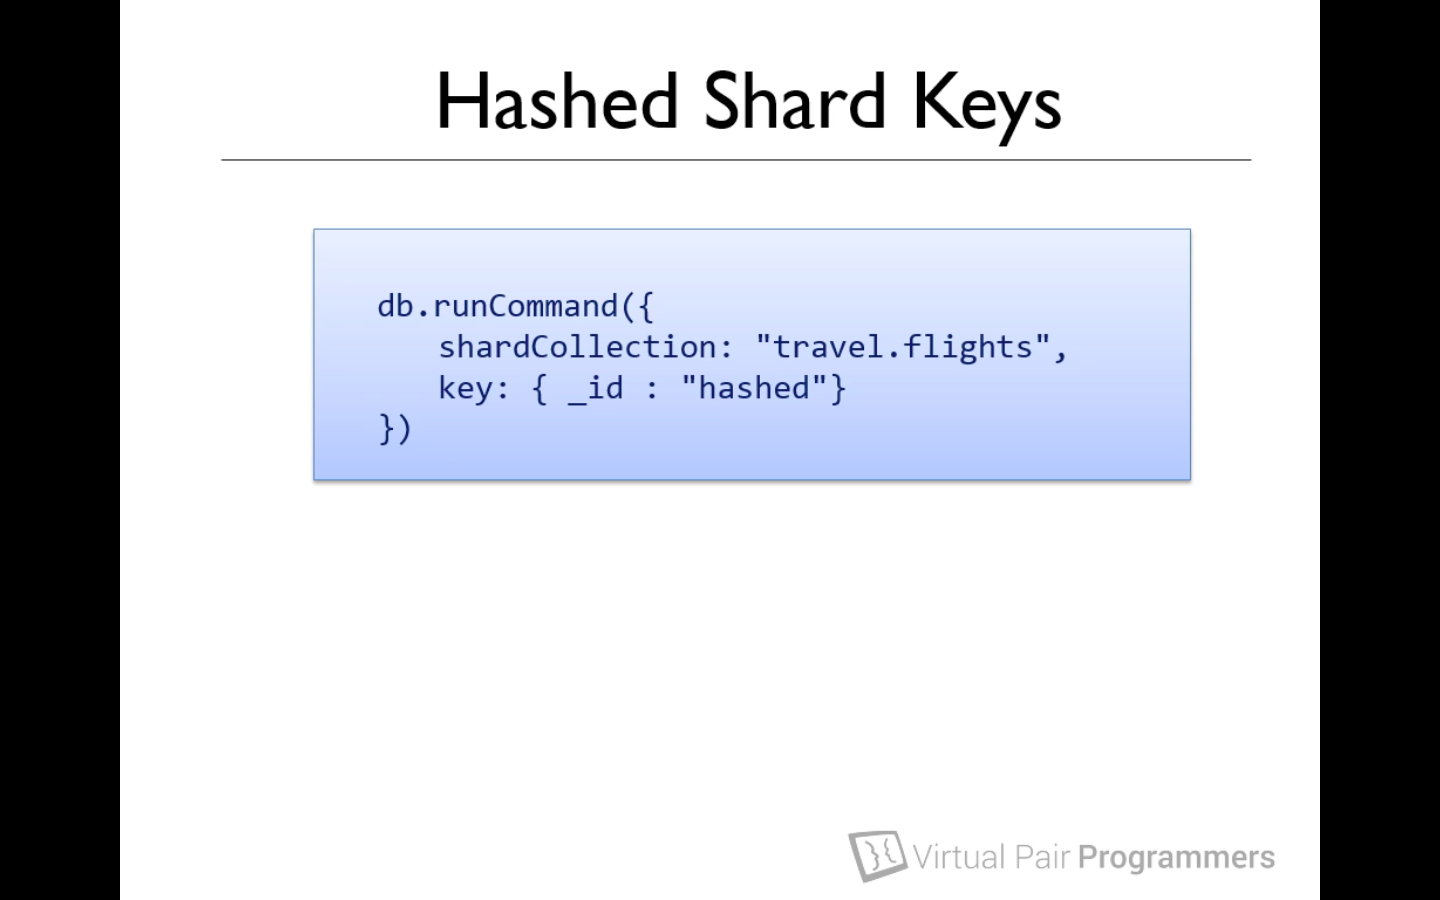 Hashed Shard Keys
db.runCommand({
shardCollection: "travel.flights",
key: { _id : "hashed"}
})
Virtual Pair Programmers